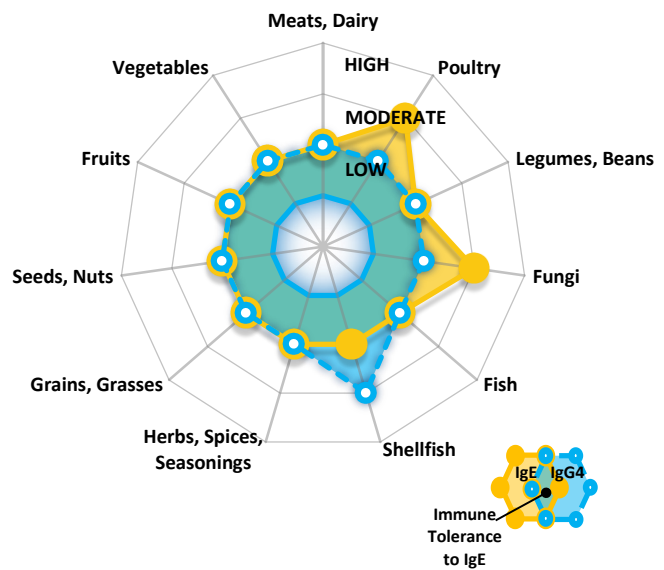 Meats, Dairy
HIGH
Poultry
Vegetables
MODERATE
Fruits
LOW
Legumes, Beans
Seeds, Nuts
Fungi
Grains, Grasses
Fish
Herbs, Spices,
Seasonings
Shellfish
IgE
IgG4
Immune
Tolerance
to IgE